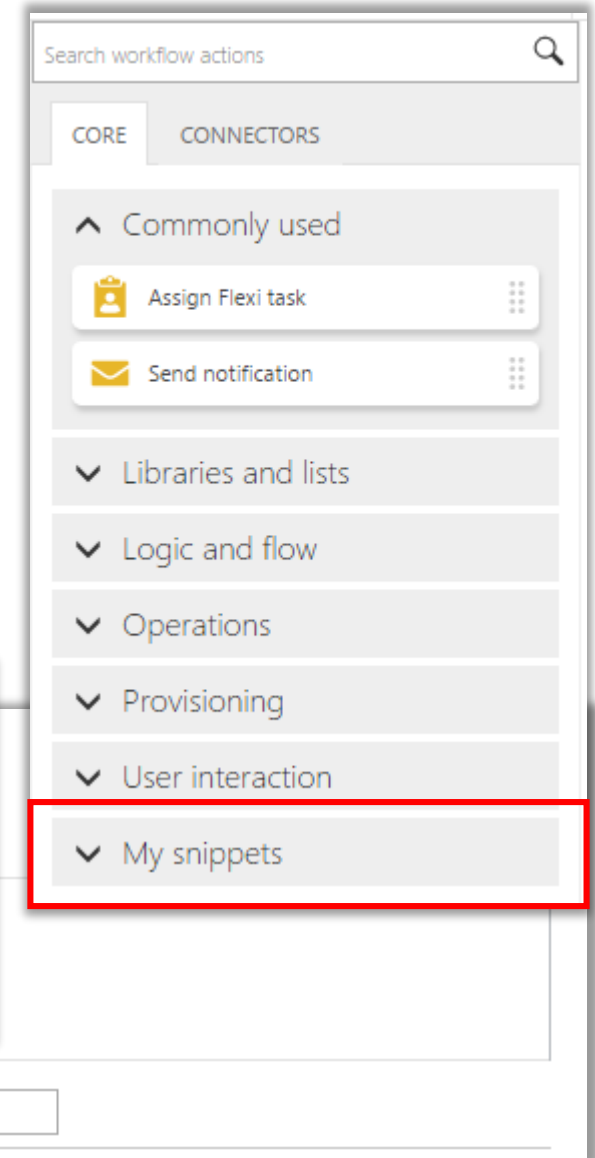 Search workflow actions
CORE CONNECTORS
Commonly used
Assign Flexi task
Send notification
Libraries and lists
Logic and flow
Operations
Provisioning
User interaction
My snippets